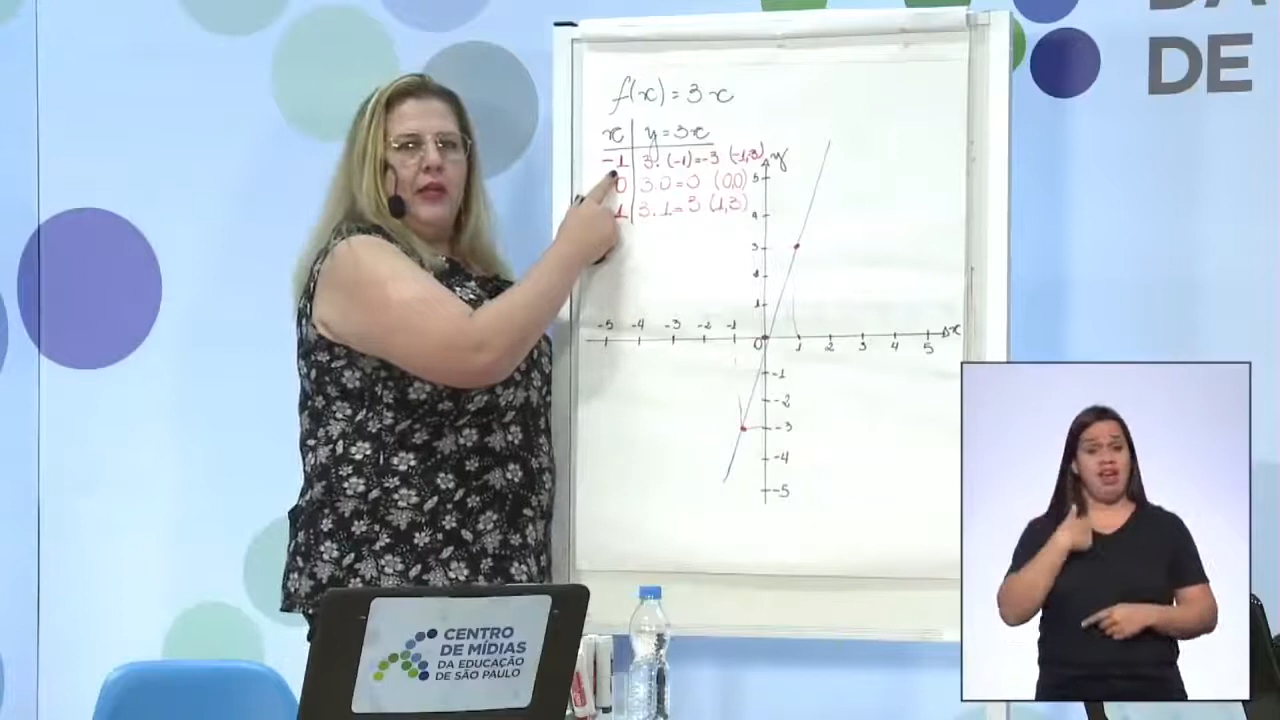 DA
DE
f(x) = 3x
x | y = 3x
-1 | 3. (-1) = -3 (-1,3)
0 | 3.0 = 0 (0,0)
1 | 3.1 = 3 (1,3)
y
5
4
3
2
1
-5 -4 -3 -2 -1 0 1 2 3 4 5 x
-1
-2
-3
-4
-5
CENTRO
DE MÍDIAS
DA EDUCAÇÃO
DE SÃO PAULO